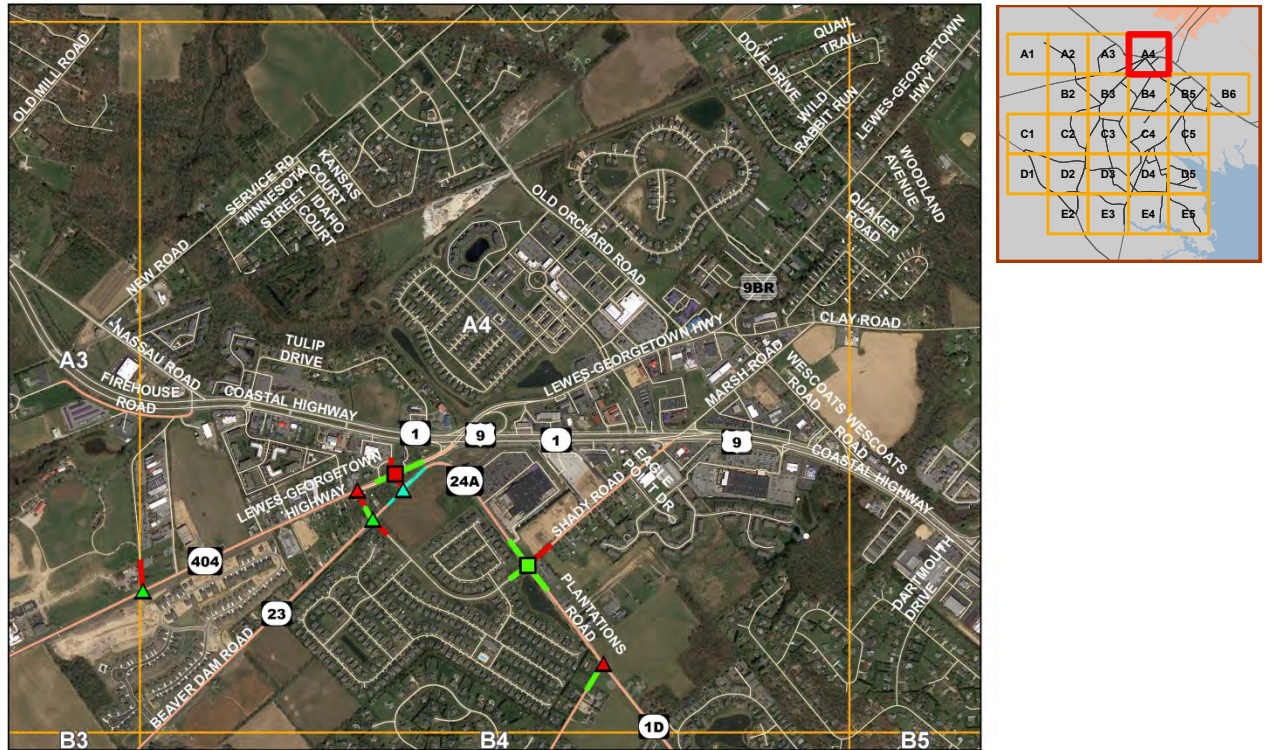 OLD MILL ROAD
QUAIL
TRAIL
DOVE DRIVE
WILD
RABBIT RUN
LEWES-GEORGETOWN
HWY
SERVICE RD
MINNESOTA
STREET
KANSAS
COURT
IDAHO
COURT
WOODLAND
AVENUE
QUAKER
ROAD
OLD ORCHARD ROAD
NEW ROAD
9BR
NASSAU ROAD
A4
CLAY ROAD
TULIP
DRIVE
LEWES-GEORGETOWN HWY
MARSH ROAD
A3
FIREHOUSE
ROAD
COASTAL HIGHWAY
WESCOATS
ROAD
WESCOATS
ROAD
COASTAL HIGHWAY
1
9
1
9
LEWES-GEORGETOWN
HIGHWAY
24A
EAGLE
POINT DR
SHADY ROAD
404
PLANTATIONS
ROAD
DARTMOUTH
DRIVE
23
BEAVER DAM ROAD
1D
B3
B4
B5
A1
A2
A3
A4
B2
B3
B4
B5
B6
C1
C2
C3
C4
C5
D1
D2
D3
D4
D5
E2
E3
E4
E5